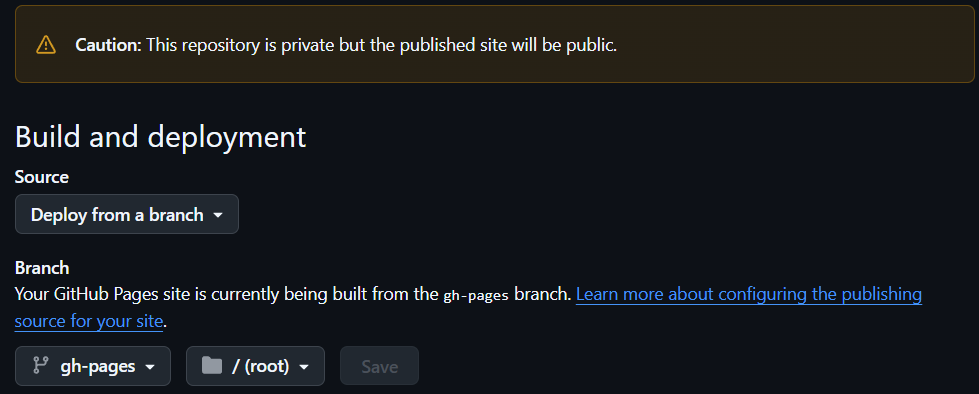 Caution: This repository is private but the published site will be public.
Build and deployment
Source
Deploy from a branch
Branch
Your GitHub Pages site is currently being built from the gh-pages branch. Learn more about configuring the publishing
source for your site.
gh-pages / (root) Save